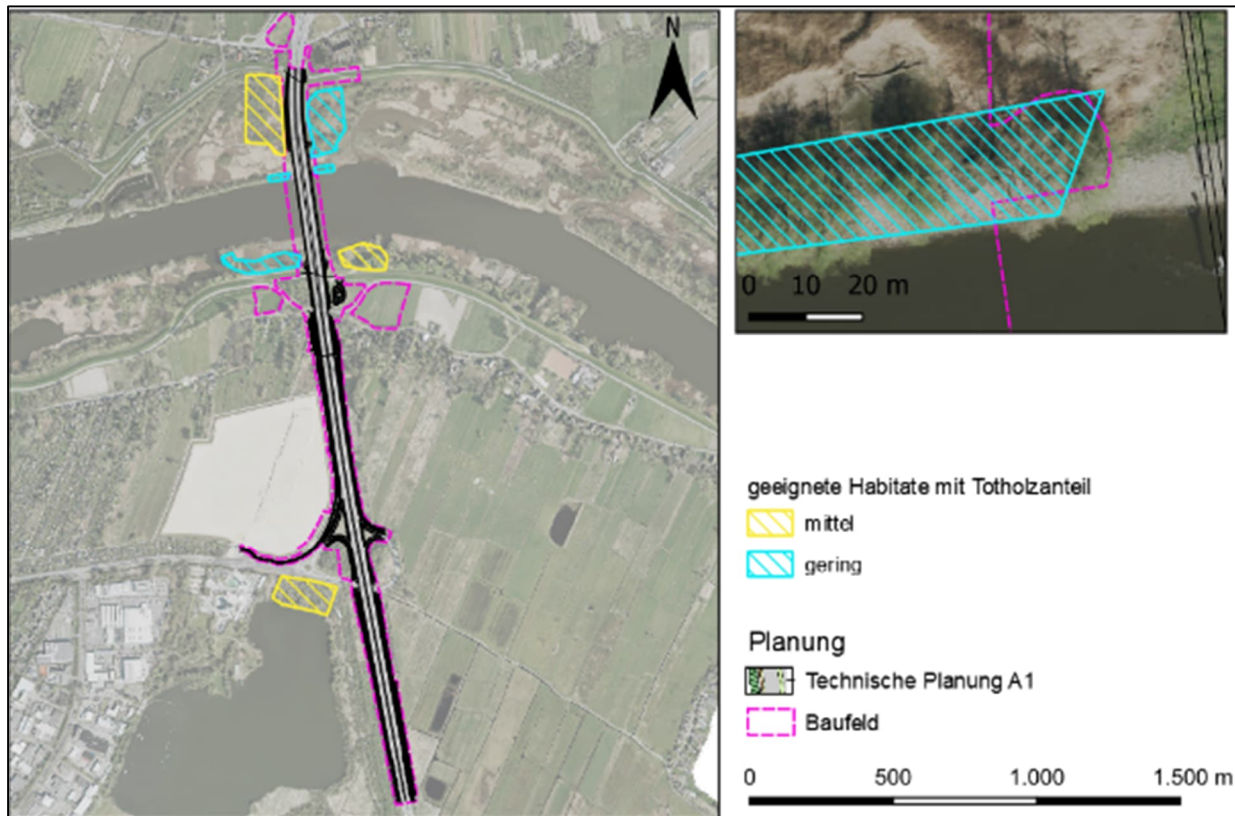 N
0 10 20 m
geeignete Habitate mit Totholzanteil
mittel
gering
Planung
Technische Planung A1
Baufeld
0 500 1.000 1.500 m